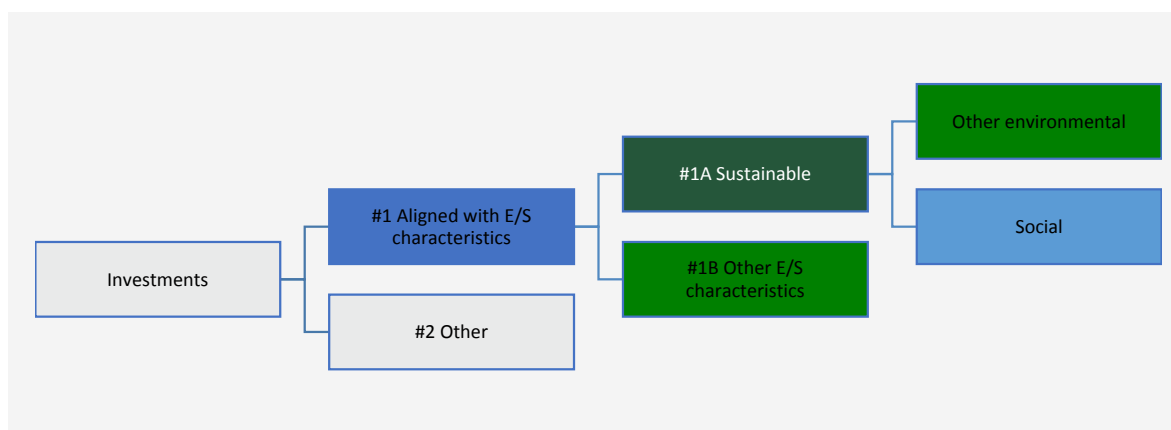 Investments
#1 Aligned with E/S
characteristics
#2 Other
#1A Sustainable
#1B Other E/S
characteristics
Other environmental
Social